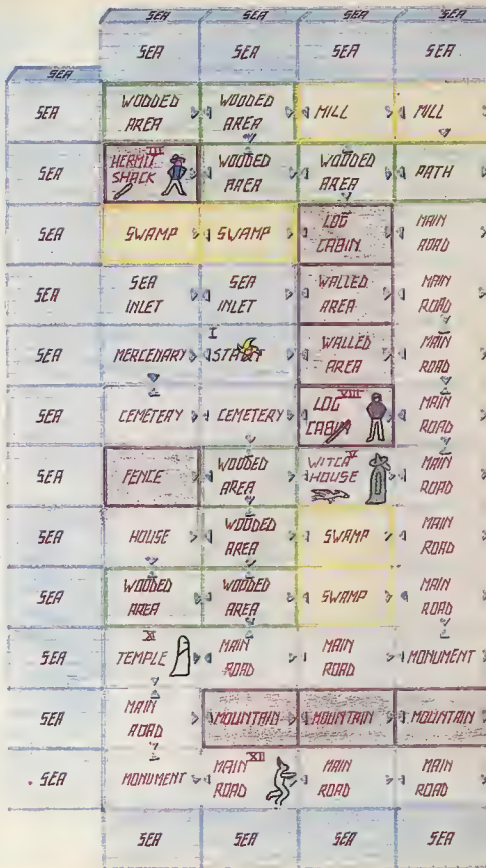 SEA SEA SEA SEA
SEA SEA SEA SEA
SEA
SEA WOODED AREA WOODED AREA MILL MILL
SEA HERMIT SHACK WOODED AREA WOODED AREA PATH
SEA SWAMP SWAMP LOG CABIN MAIN ROAD
SEA SEA INLET SEA INLET WALLED AREA MAIN ROAD
I
SEA MERCENARY START WALLED AREA MAIN ROAD
VII
SEA CEMETERY CEMETERY LOG CABIN MAIN ROAD
V
SEA FENCE WOODED AREA WITCH HOUSE MAIN ROAD
SEA HOUSE WOODED AREA SWAMP MAIN ROAD
SEA WOODED AREA WOODED AREA SWAMP MAIN ROAD
XI
SEA TEMPLE MAIN ROAD MAIN ROAD MONUMENT
SEA MAIN ROAD MOUNTAIN MOUNTAIN MOUNTAIN
XII
SEA MONUMENT MAIN ROAD MAIN ROAD MAIN ROAD
SEA SEA SEA SEA